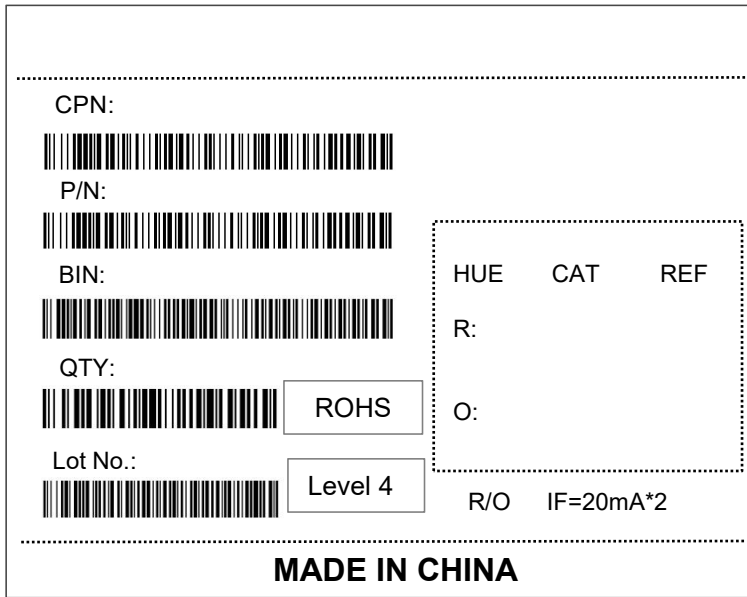 CPN:
P/N:
BIN:
QTY:
ROHS
Lot No.:
Level 4
HUE CAT REF
R:
O:
R/O IF=20mA*2
MADE IN CHINA